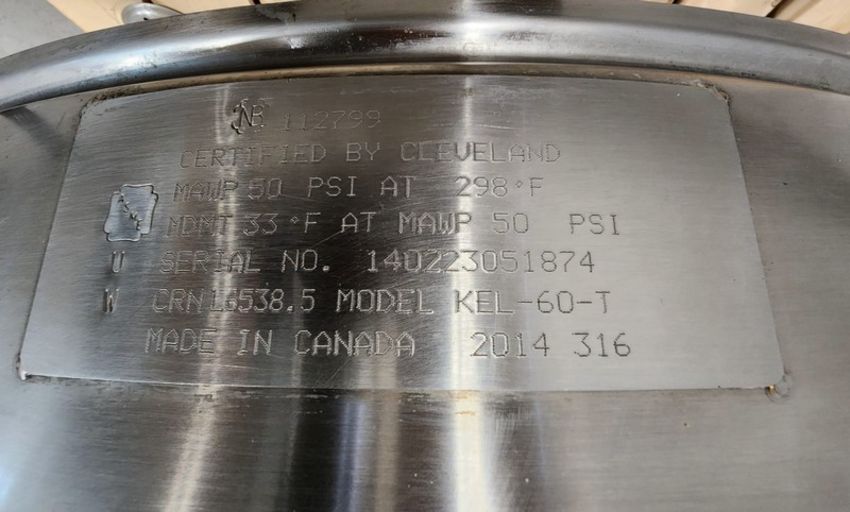 NB 112799
CERTIFIED BY CLEVELAND
MAWP 50 PSI AT 298°F
MDMT 33°F AT MAWP 50 PSI
U SERIAL NO. 140223051874
W CRN L6538.5 MODEL KEL-60-T
MADE IN CANADA 2014 316